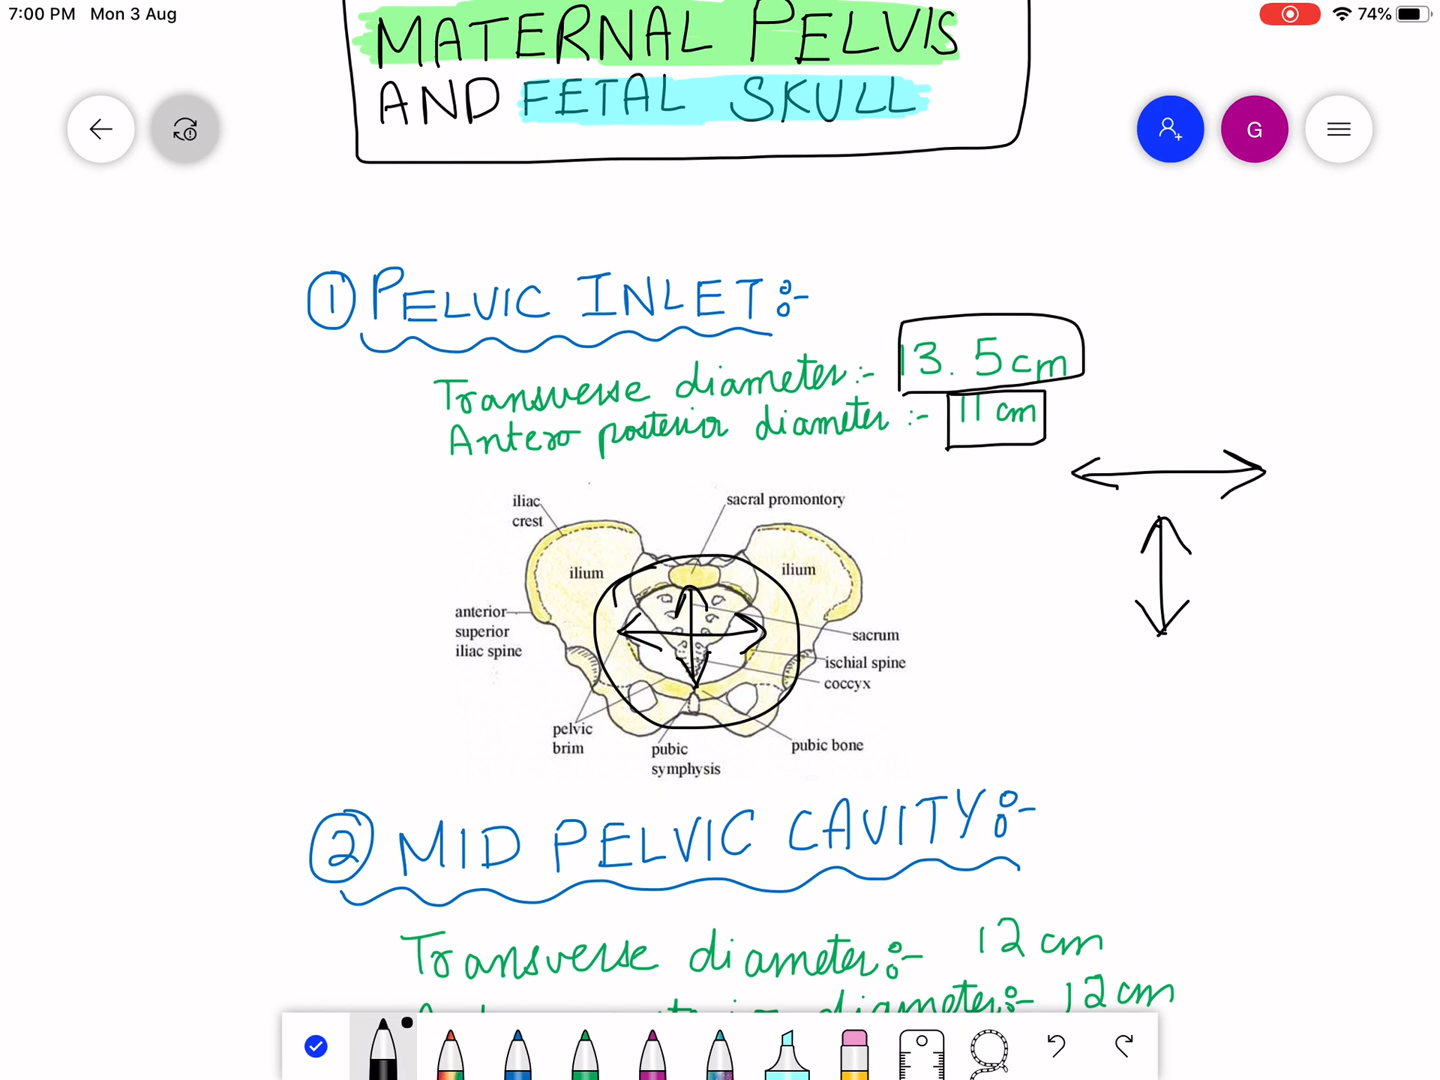 7:00 PM Mon 3 Aug
74%
MATERNAL PELVIS
AND FETAL SKULL
G
1 PELVIC INLET:-
Transverse diameter:- 13.5cm
Antero posterior diameter:- 11 cm
iliac
crest
sacral promontory
ilium
ilium
anterior
superior
iliac spine
sacrum
ischial spine
coccyx
pelvic
brim
pubic
symphysis
pubic bone
2 MID PELVIC CAVITY:-
Transverse diameter:- 12 cm
diameter:- 12 cm